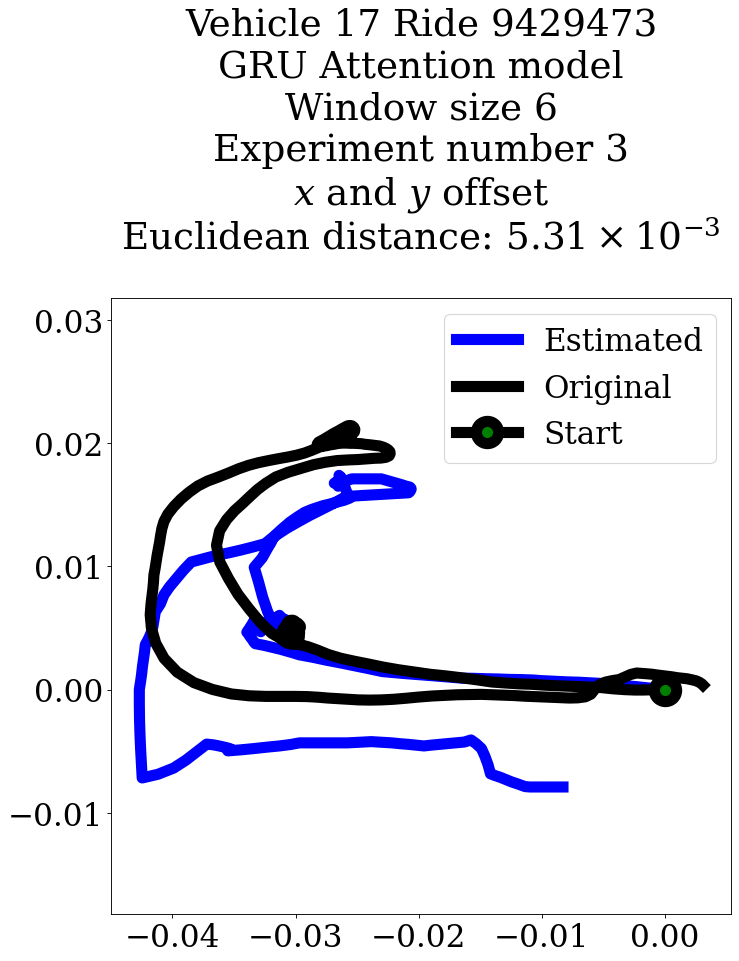 Vehicle 17 Ride 9429473
GRU Attention model
Window size 6
Experiment number 3
x and y offset
Euclidean distance: 5.31 × 10⁻³
Estimated
Original
Start
0.03
0.02
0.01
0.00
−0.01
−0.04 −0.03 −0.02 −0.01 0.00